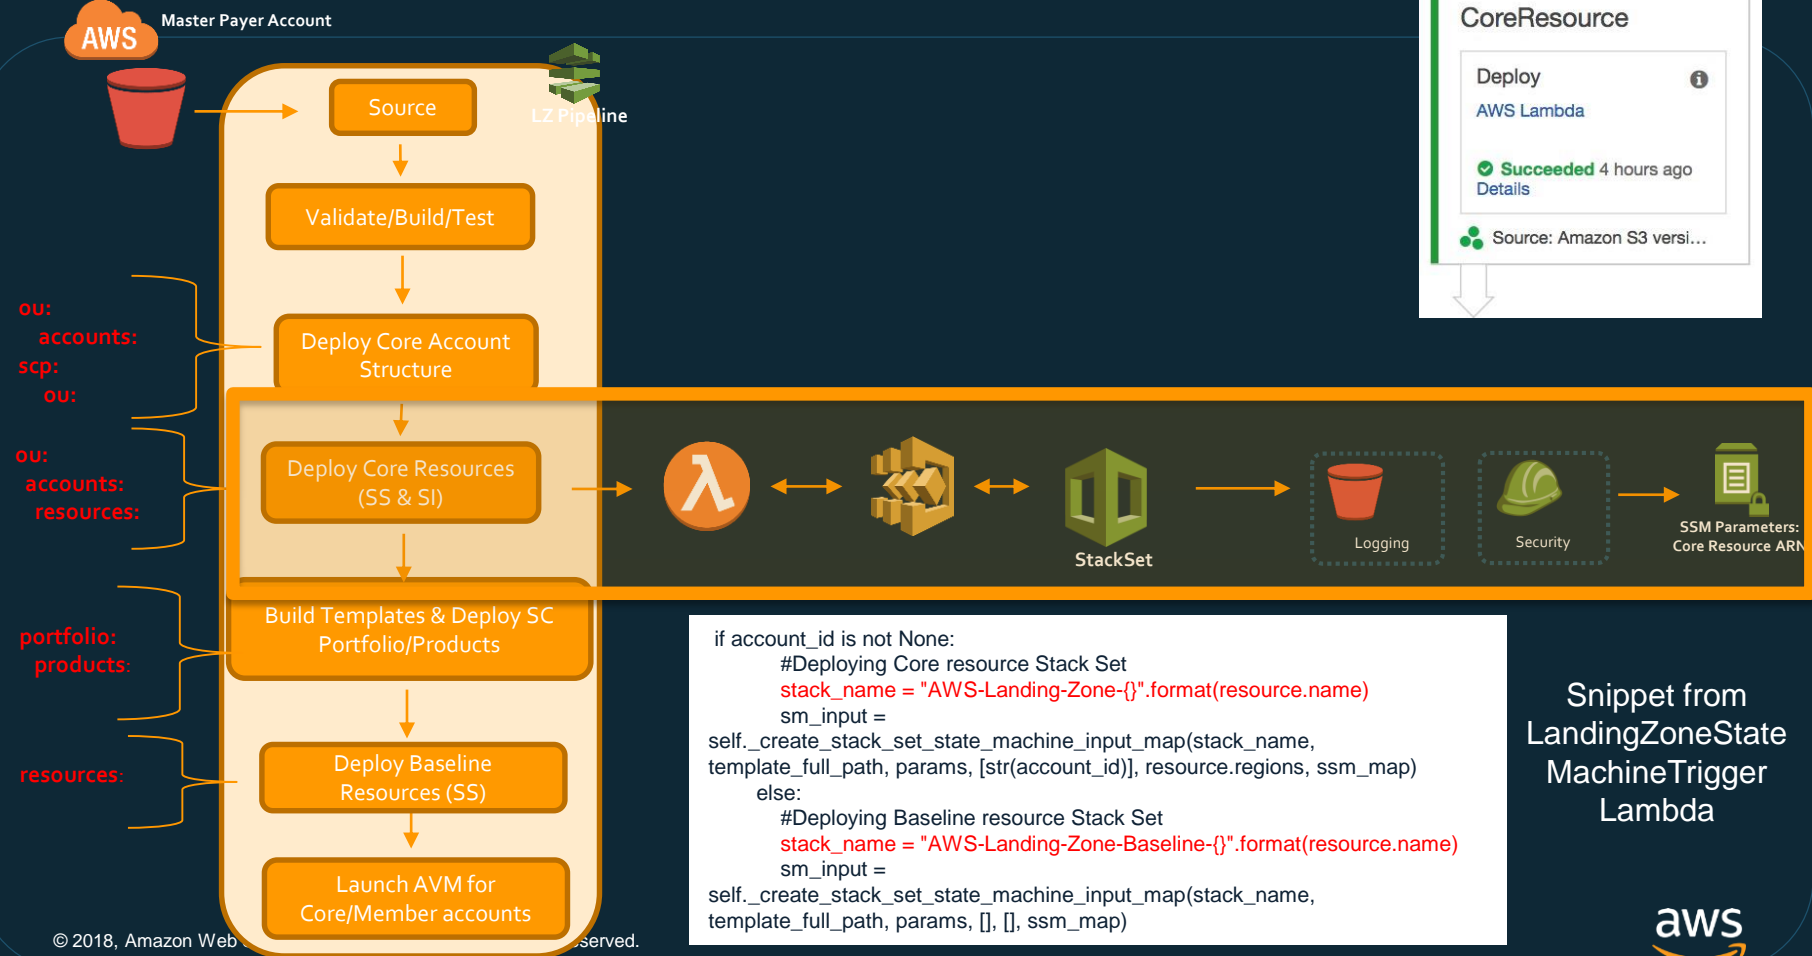 AWS
Master Payer Account
Source
LZ Pipeline
Validate/Build/Test
Deploy Core Account
Structure
ou:
accounts:
scp:
ou:
Deploy Core Resources
(SS & SI)
ou:
accounts:
resources:
StackSet
Logging
Security
SSM Parameters:
Core Resource ARN
Build Templates & Deploy SC
Portfolio/Products
portfolio:
products:
Deploy Baseline
Resources (SS)
resources:
Launch AVM for
Core/Member accounts
CoreResource
Deploy
AWS Lambda
Succeeded 4 hours ago
Details
Source: Amazon S3 versi...
if account_id is not None:
#Deploying Core resource Stack Set
stack_name = "AWS-Landing-Zone-{}".format(resource.name)
sm_input =
self._create_stack_set_state_machine_input_map(stack_name,
template_full_path, params, [str(account_id)], resource.regions, ssm_map)
else:
#Deploying Baseline resource Stack Set
stack_name = "AWS-Landing-Zone-Baseline-{}".format(resource.name)
sm_input =
self._create_stack_set_state_machine_input_map(stack_name,
template_full_path, params, [], [], ssm_map)
Snippet from
LandingZoneState
MachineTrigger
Lambda
© 2018, Amazon Web
aws